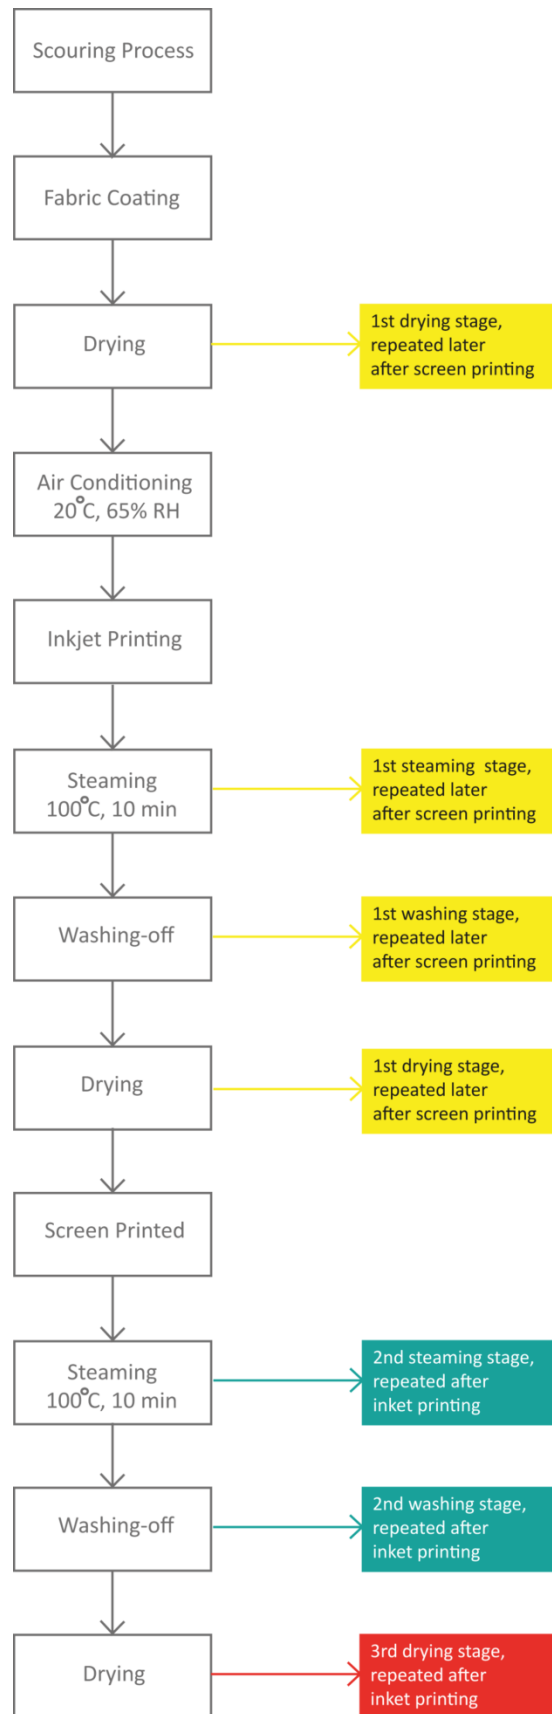 Scouring Process
Fabric Coating
Drying
1st drying stage,
repeated later
after screen printing
Air Conditioning
20°C, 65% RH
Inkjet Printing
Steaming
100°C, 10 min
1st steaming stage,
repeated later
after screen printing
Washing-off
1st washing stage,
repeated later
after screen printing
Drying
1st drying stage,
repeated later
after screen printing
Screen Printed
Steaming
100°C, 10 min
2nd steaming stage,
repeated after
inket printing
Washing-off
2nd washing stage,
repeated after
inket printing
Drying
3rd drying stage,
repeated after
inket printing